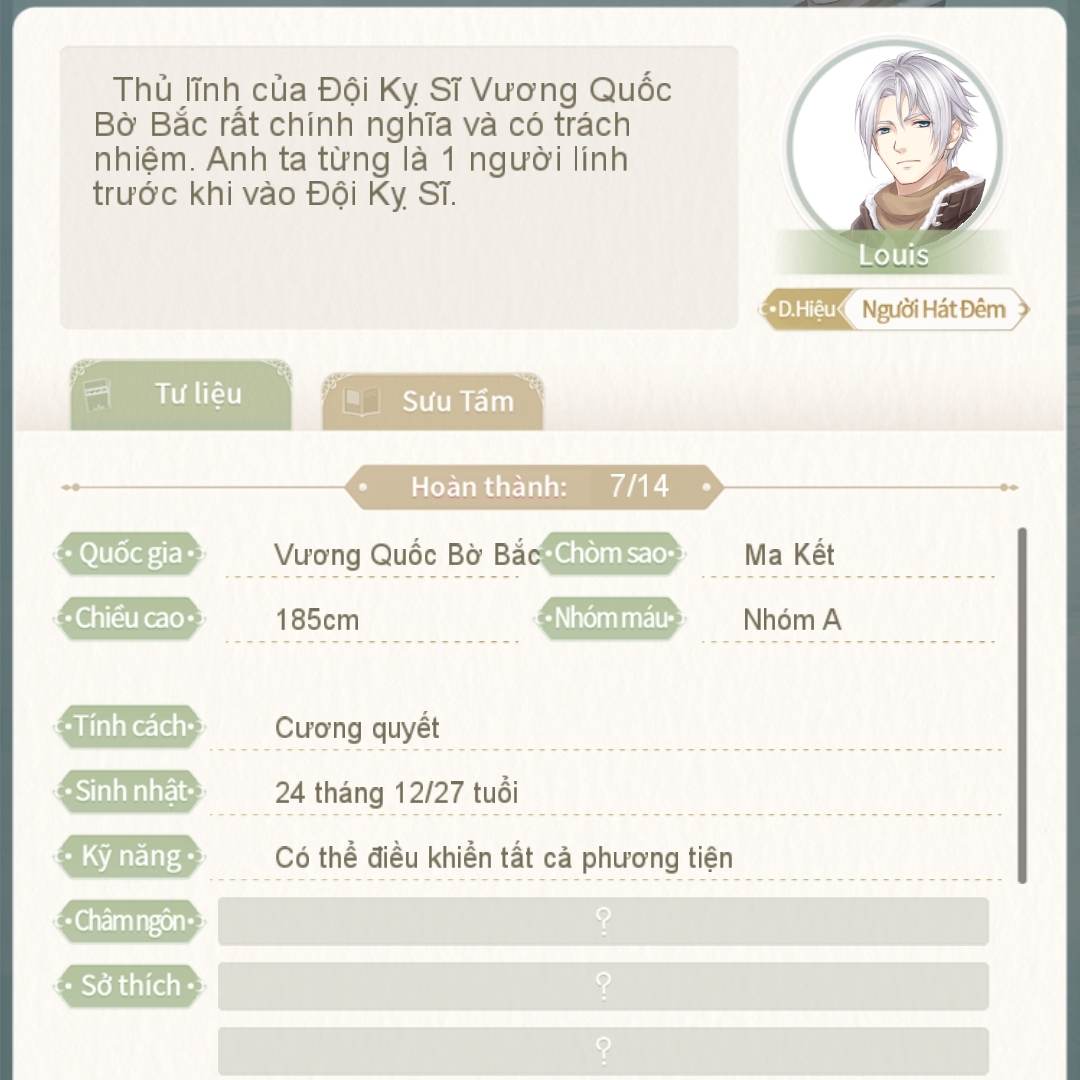 Thủ lĩnh của Đội Kỵ Sĩ Vương Quốc
Bờ Bắc rất chính nghĩa và có trách
nhiệm. Anh ta từng là 1 người lính
trước khi vào Đội Kỵ Sĩ.
Louis
D.Hiệu Người Hát Đêm
Tư liệu Sưu Tầm
Hoàn thành: 7/14
Quốc gia Vương Quốc Bờ Bắc Chòm sao Ma Kết
Chiều cao 185cm Nhóm máu Nhóm A
Tính cách Cương quyết
Sinh nhật 24 tháng 12/27 tuổi
Kỹ năng Có thể điều khiển tất cả phương tiện
Châm ngôn ?
Sở thích ?
?